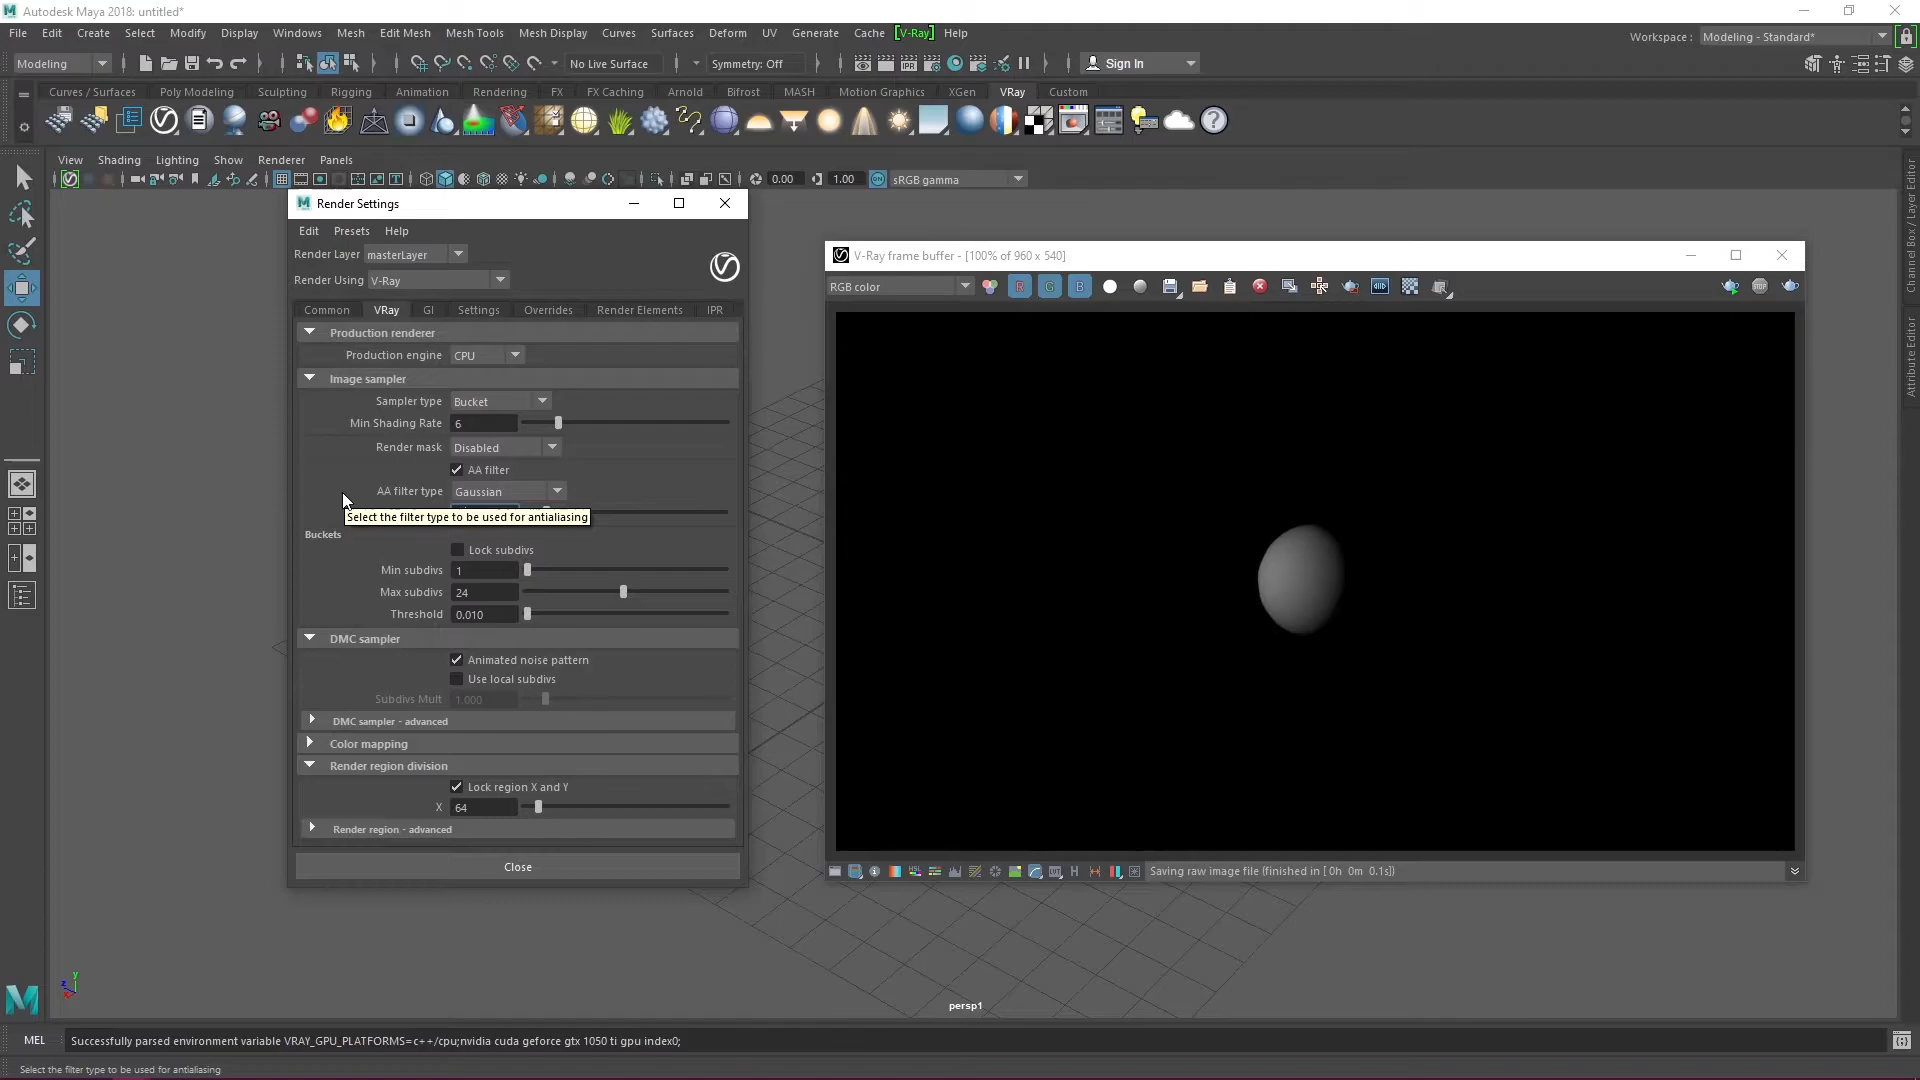 Autodesk Maya 2018: untitled*
File Edit Create Select Modify Display Windows Mesh Edit Mesh Mesh Tools Mesh Display Curves Surfaces Deform UV Generate Cache [V-Ray] Help
Workspace : Modeling - Standard*
Modeling No Live Surface Symmetry: Off Sign In
Curves / Surfaces Poly Modeling Sculpting Rigging Animation Rendering FX FX Caching Arnold Bifrost MASH Motion Graphics XGen VRay Custom
View Shading Lighting Show Renderer Panels
0.00 1.00 sRGB gamma
Render Settings
Edit Presets Help
Render Layer masterLayer
Render Using V-Ray
Common VRay GI Settings Overrides Render Elements IPR
Production renderer
Production engine CPU
Image sampler
Sampler type Bucket
Min Shading Rate 6
Render mask Disabled
AA filter
AA filter type Gaussian
Select the filter type to be used for antialiasing
Buckets
Lock subdivs
Min subdivs 1
Max subdivs 24
Threshold 0.010
DMC sampler
Animated noise pattern
Use local subdivs
Subdivs Mult 1.000
DMC sampler - advanced
Color mapping
Render region division
Lock region X and Y
X 64
Render region - advanced
Close
V-Ray frame buffer - [100% of 960 x 540]
RGB color R G B
Saving raw image file (finished in [ 0h 0m 0.1s])
Channel Box / Layer Editor
Attribute Editor
y
z
x
persp1
MEL Successfully parsed environment variable VRAY_GPU_PLATFORMS=c++/cpu;nvidia cuda geforce gtx 1050 ti gpu index0;
Select the filter type to be used for antialiasing